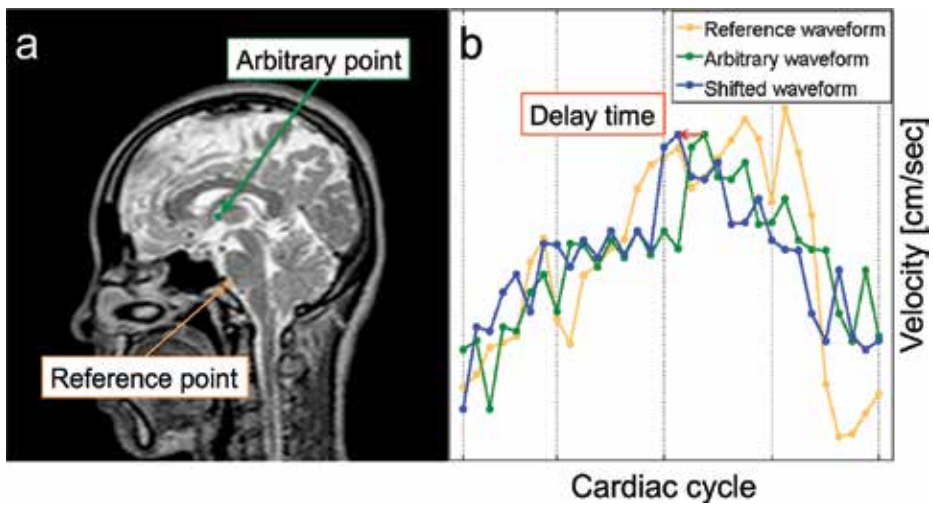 a
Arbitrary point
Reference point
b
Reference waveform
Arbitrary waveform
Shifted waveform
Delay time
Velocity [cm/sec]
Cardiac cycle